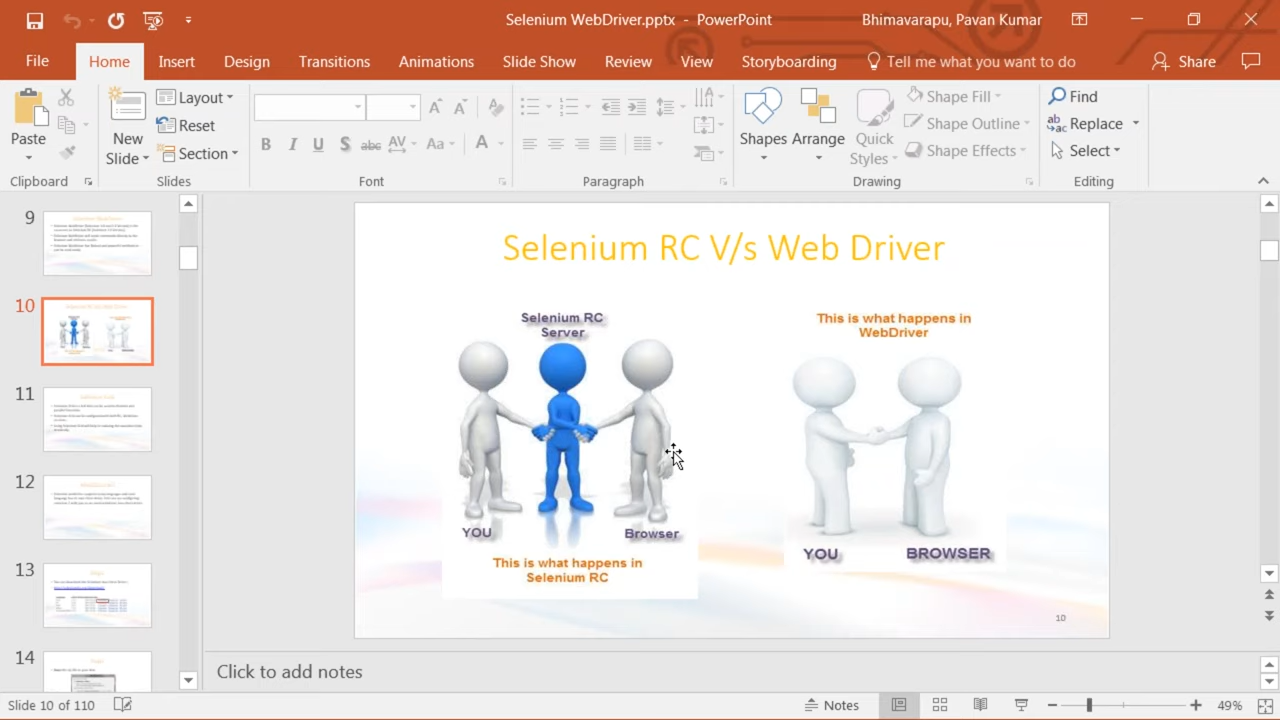 Selenium WebDriver.pptx - PowerPoint
Bhimavarapu, Pavan Kumar
File
Home
Insert
Design
Transitions
Animations
Slide Show
Review
View
Storyboarding
Tell me what you want to do
Share
Paste
New
Slide
Layout
Reset
Section
Shapes
Arrange
Quick
Styles
Shape Fill
Shape Outline
Shape Effects
Find
Replace
Select
Clipboard
Slides
Font
Paragraph
Drawing
Editing
9
10
11
12
13
14
Selenium RC V/s Web Driver
Selenium RC
Server
YOU
Browser
This is what happens in
Selenium RC
This is what happens in
WebDriver
YOU
BROWSER
10
Click to add notes
Slide 10 of 110
Notes
49%